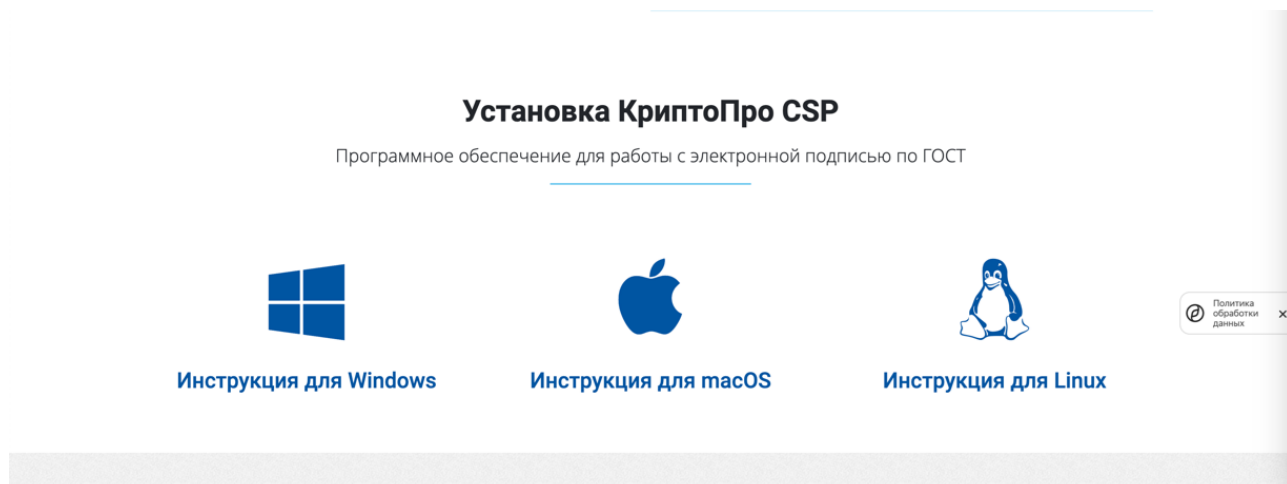 Установка КриптоПро CSP
Программное обеспечение для работы с электронной подписью по ГОСТ
Инструкция для Windows
Инструкция для macOS
Инструкция для Linux
Политика
обработки
данных